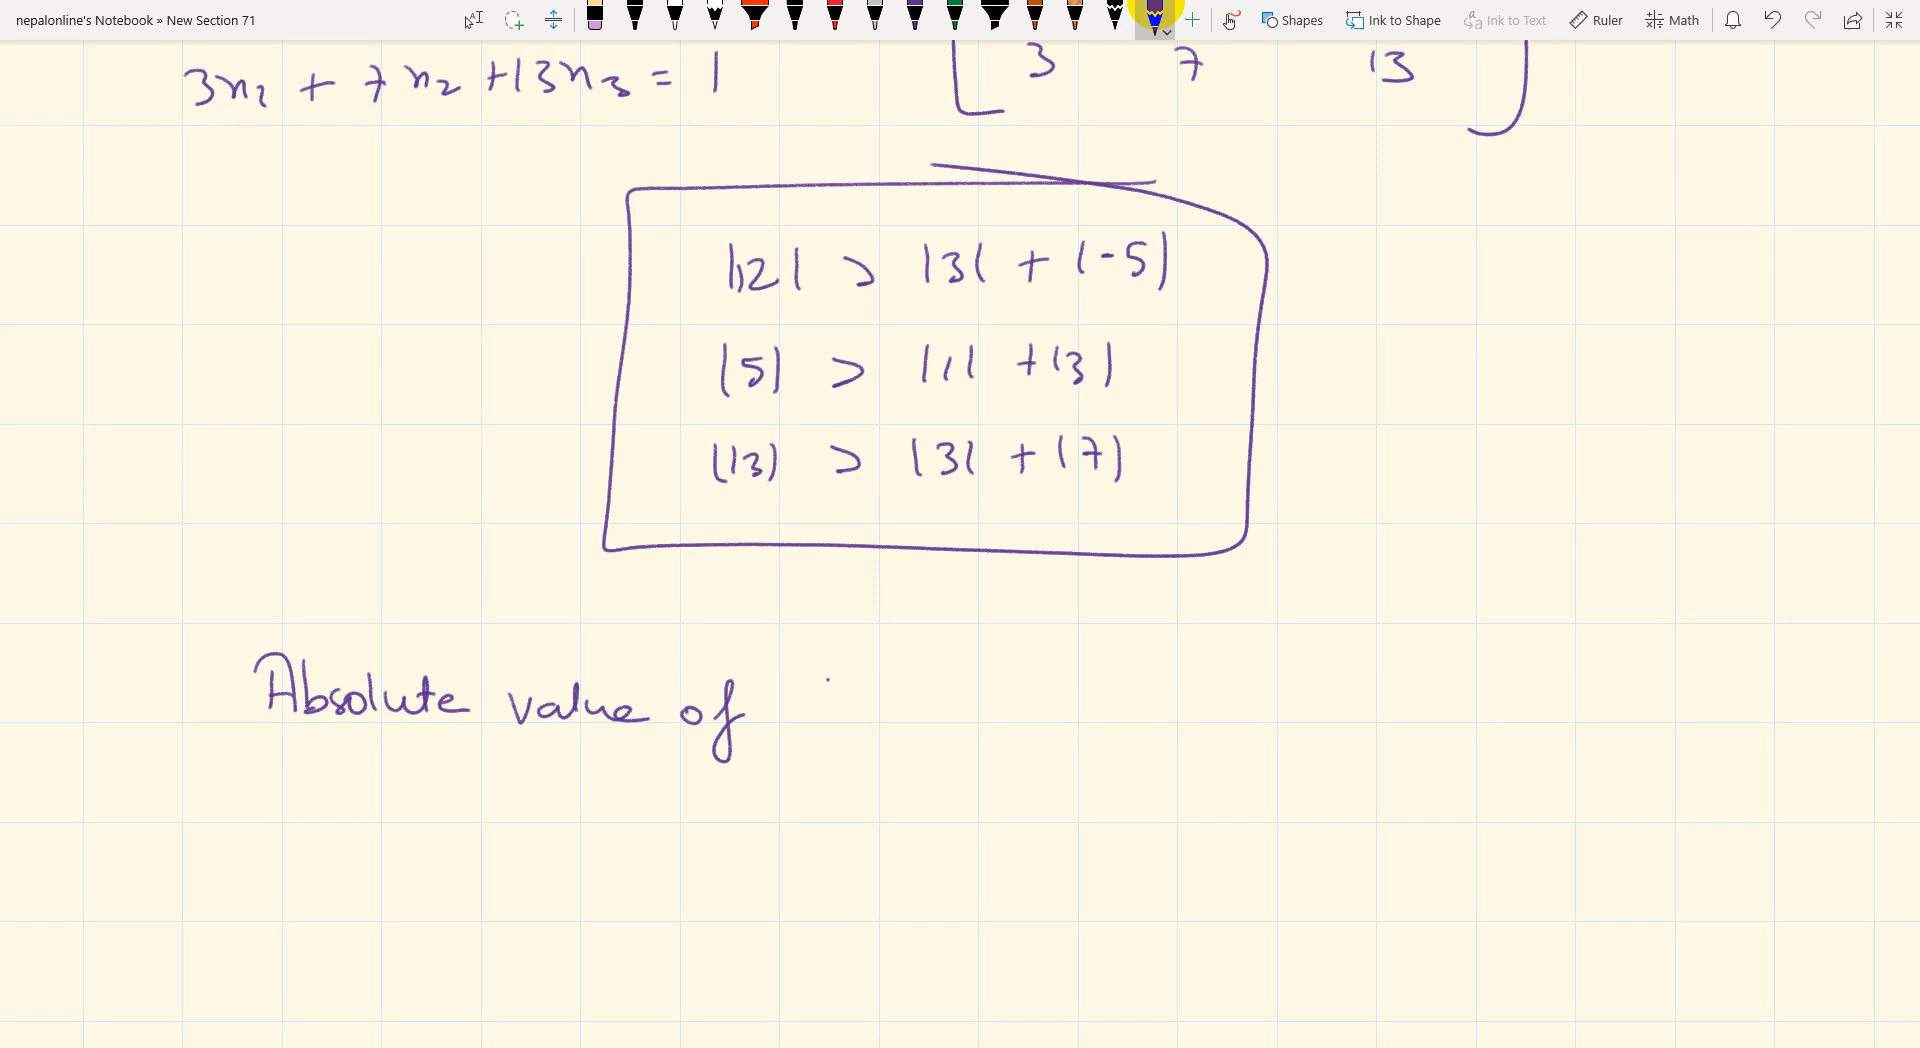 nepalonline's Notebook » New Section 71
Shapes Ink to Shape Ink to Text Ruler Math
3x₁ + 7x₂ +13x₃ = 1 [ 3 7 13 ]
|12| > |3| + |-5|
|5| > |1| + |3|
|13| > |3| + |7|
Absolute value of